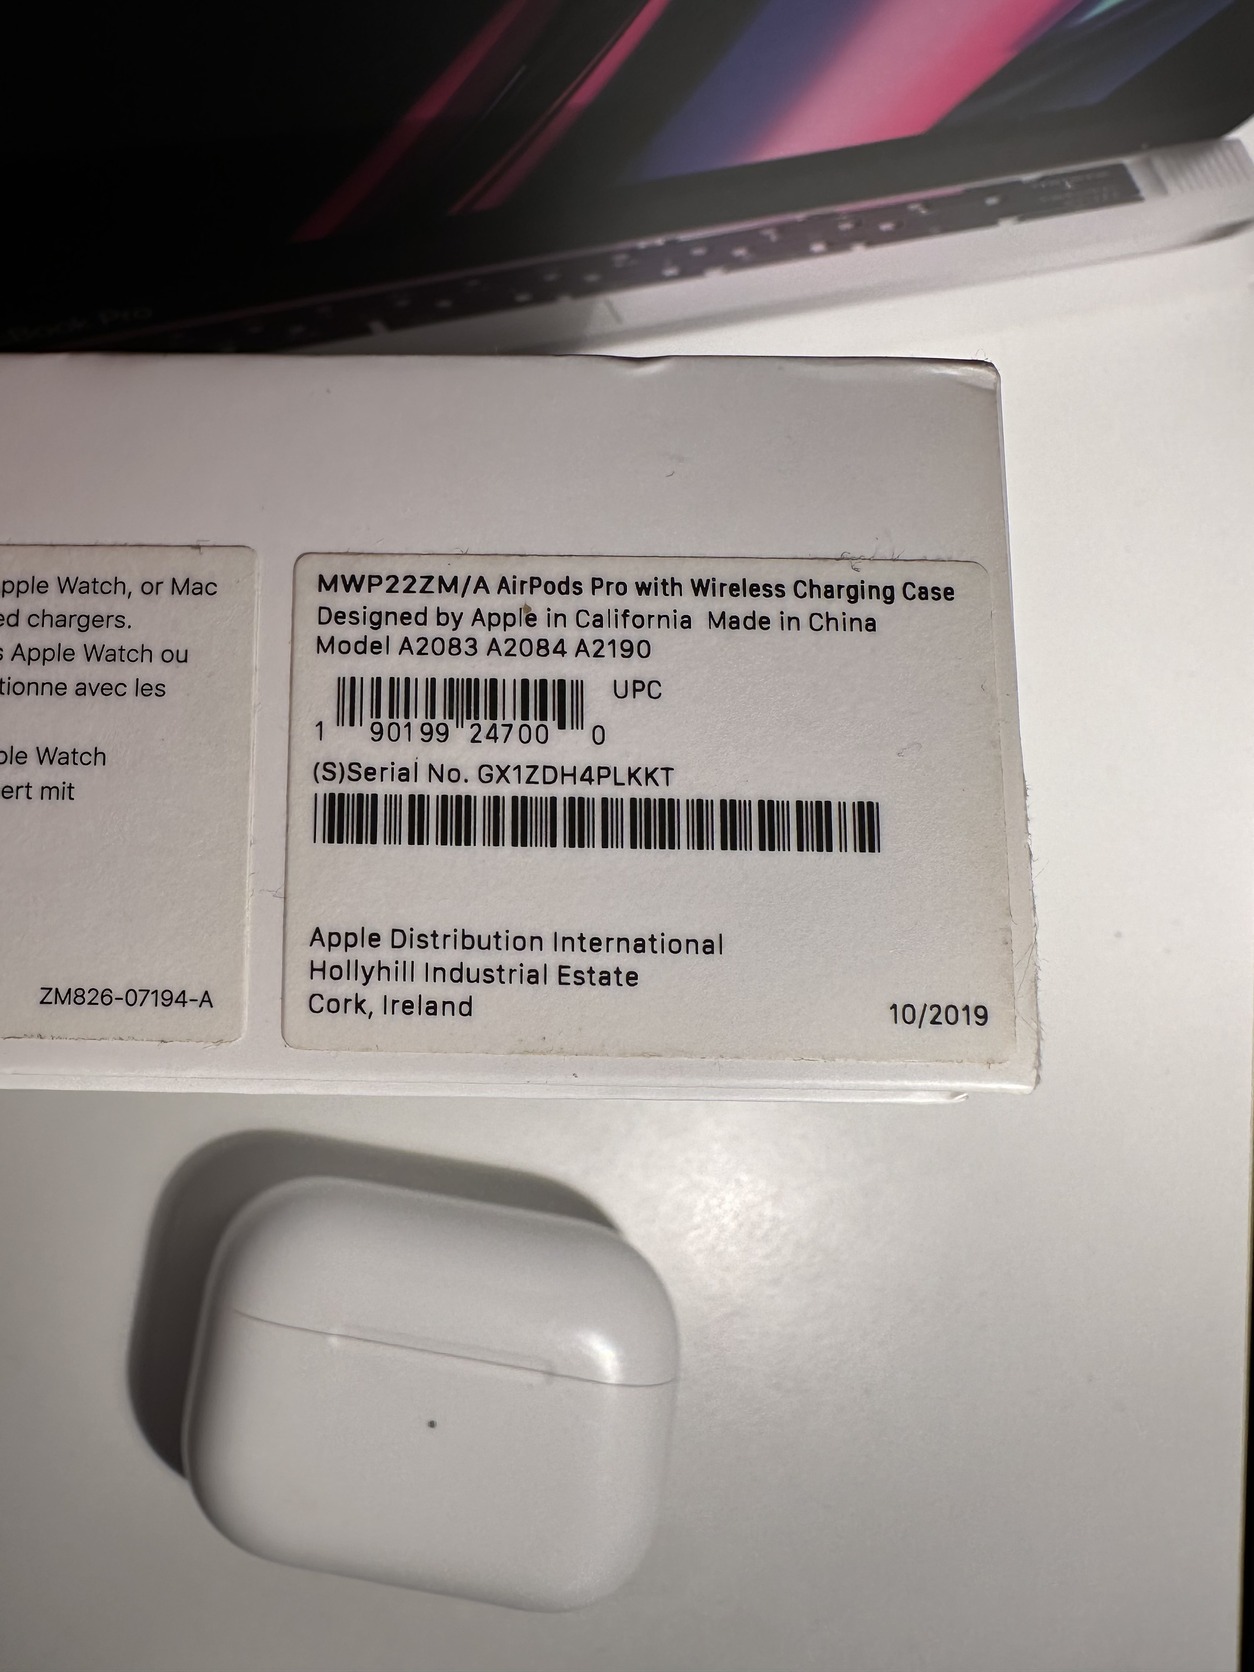 Book Pro
pple Watch, or Mac
ed chargers.
s Apple Watch ou
tionne avec les
ple Watch
ert mit
ZM826-07194-A
MWP22ZM/A AirPods Pro with Wireless Charging Case
Designed by Apple in California Made in China
Model A2083 A2084 A2190
UPC
1 90199 24700 0
(S)Serial No. GX1ZDH4PLKKT
Apple Distribution International
Hollyhill Industrial Estate
Cork, Ireland
10/2019